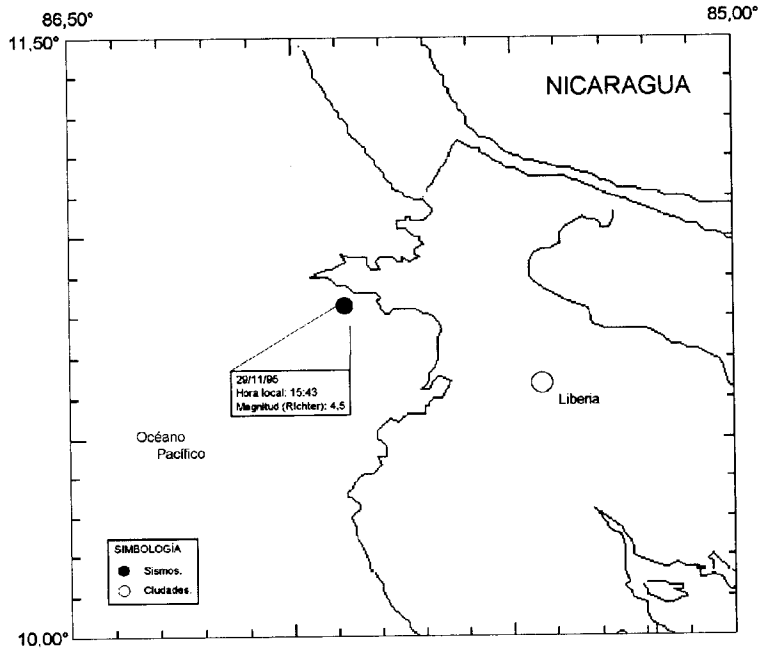 86,50°
85,00°
11,50°
NICARAGUA
29/11/95
Hora local: 15:43
Magnitud (Richter): 4,5
Liberia
Océano
Pacífico
SIMBOLOGÍA
Sismos.
Ciudades.
10,00°